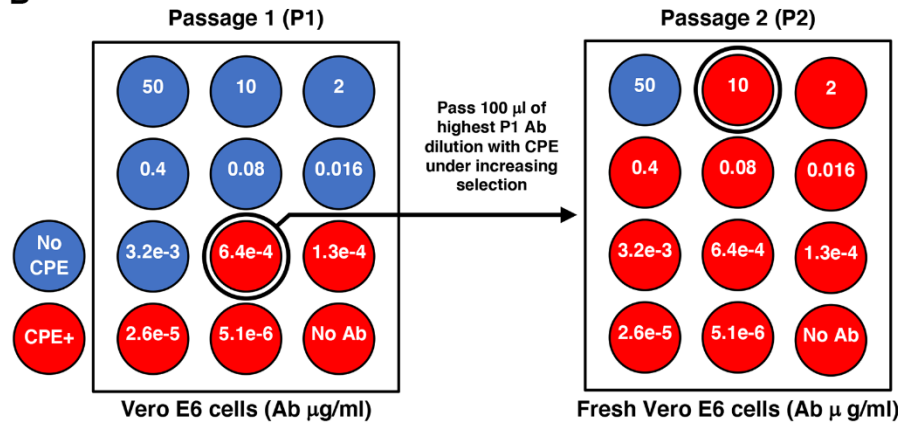 Passage 1 (P1)
Passage 2 (P2)
50 10 2
0.4 0.08 0.016
3.2e-3 6.4e-4 1.3e-4
2.6e-5 5.1e-6 No Ab
No
CPE
CPE+
Vero E6 cells (Ab μg/ml)
Pass 100 μl of
highest P1 Ab
dilution with CPE
under increasing
selection
50 10 2
0.4 0.08 0.016
3.2e-3 6.4e-4 1.3e-4
2.6e-5 5.1e-6 No Ab
Fresh Vero E6 cells (Ab μ g/ml)